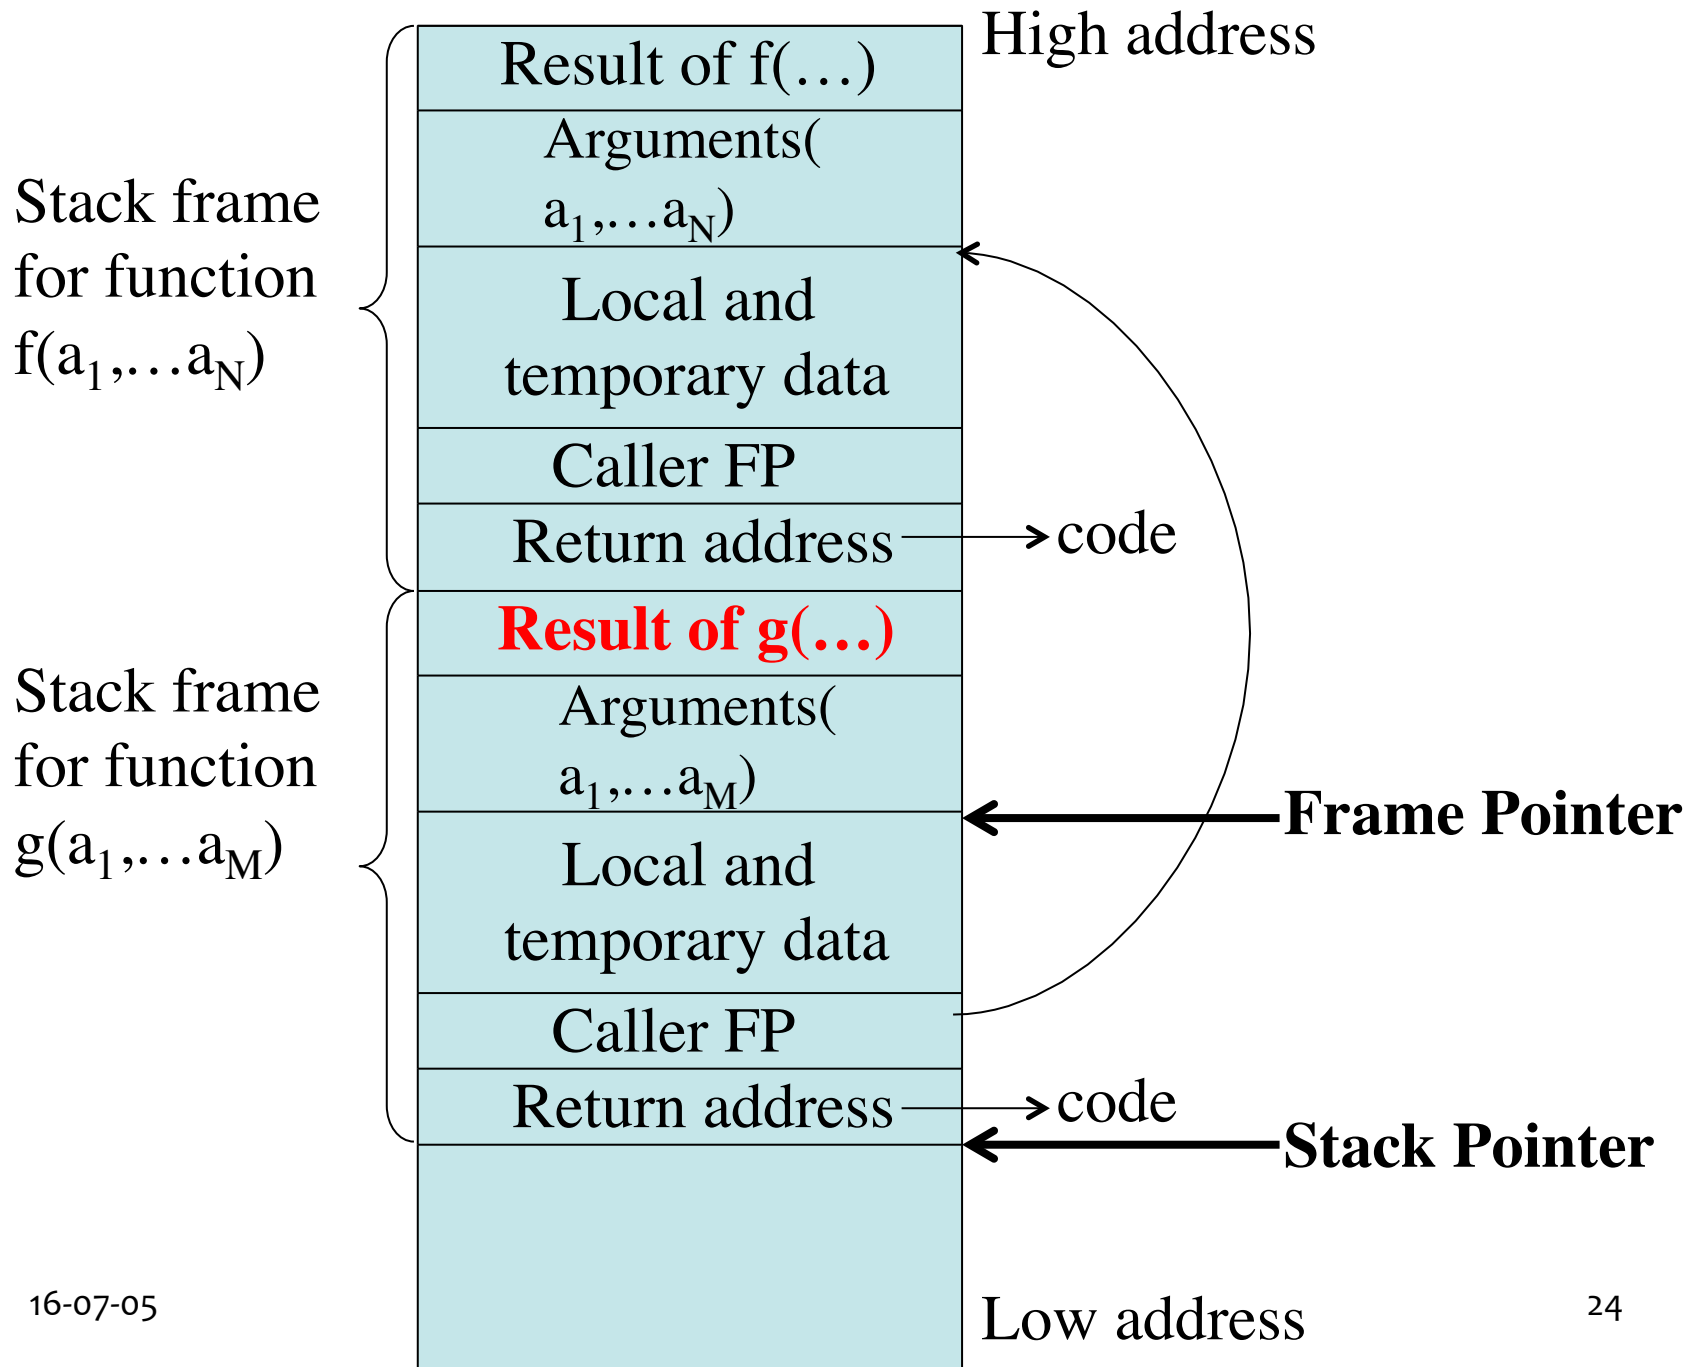 High address
Result of f(…)
Arguments(
a1,…aN)
Stack frame
for function
f(a1,…aN)
Local and
temporary data
Caller FP
Return address
code
Result of g(…)
Stack frame
for function
g(a1,…aM)
Arguments(
a1,…aM)
Frame Pointer
Local and
temporary data
Caller FP
Return address
code
Stack Pointer
16-07-05
Low address
24